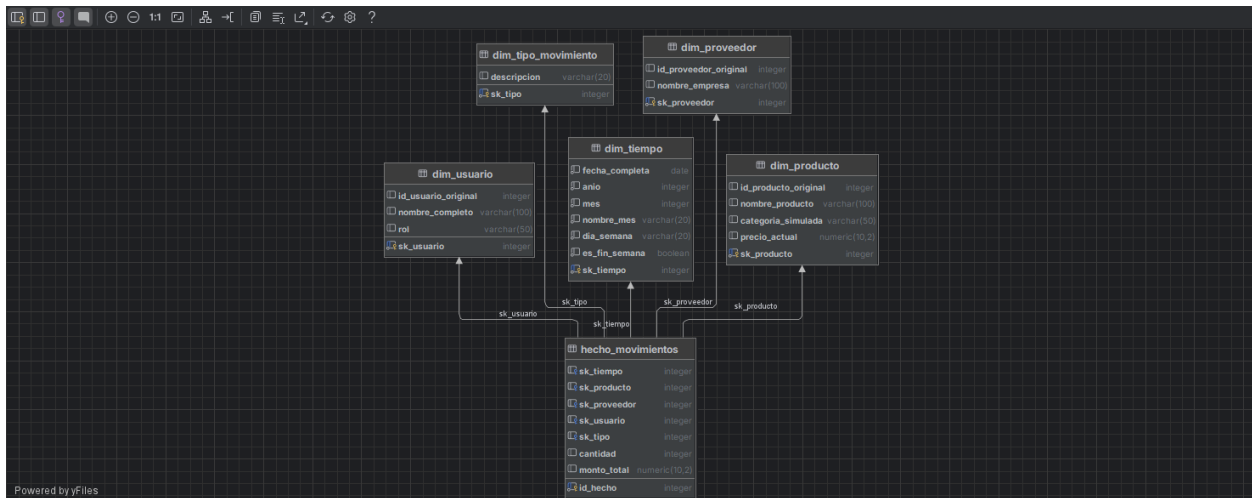 1:1
?
dim_tipo_movimiento
descripcion varchar(20)
sk_tipo integer
dim_proveedor
id_proveedor_original integer
nombre_empresa varchar(100)
sk_proveedor integer
dim_usuario
id_usuario_original integer
nombre_completo varchar(100)
rol varchar(50)
sk_usuario integer
dim_tiempo
fecha_completa date
anio integer
mes integer
nombre_mes varchar(20)
dia_semana varchar(20)
es_fin_semana boolean
sk_tiempo integer
dim_producto
id_producto_original integer
nombre_producto varchar(100)
categoria_simulada varchar(50)
precio_actual numeric(10,2)
sk_producto integer
sk_tipo
sk_proveedor
sk_producto
sk_usuario
sk_tiempo
hecho_movimientos
sk_tiempo integer
sk_producto integer
sk_proveedor integer
sk_usuario integer
sk_tipo integer
cantidad integer
monto_total numeric(10,2)
id_hecho integer
Powered by yFiles